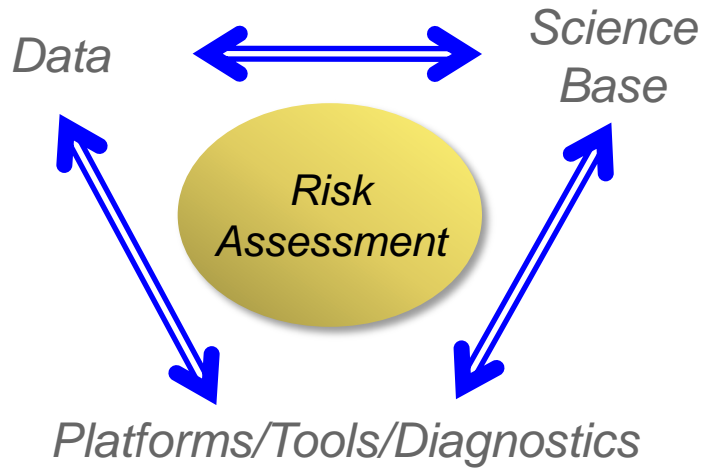 Data
Science
Base
Risk
Assessment
Platforms/Tools/Diagnostics